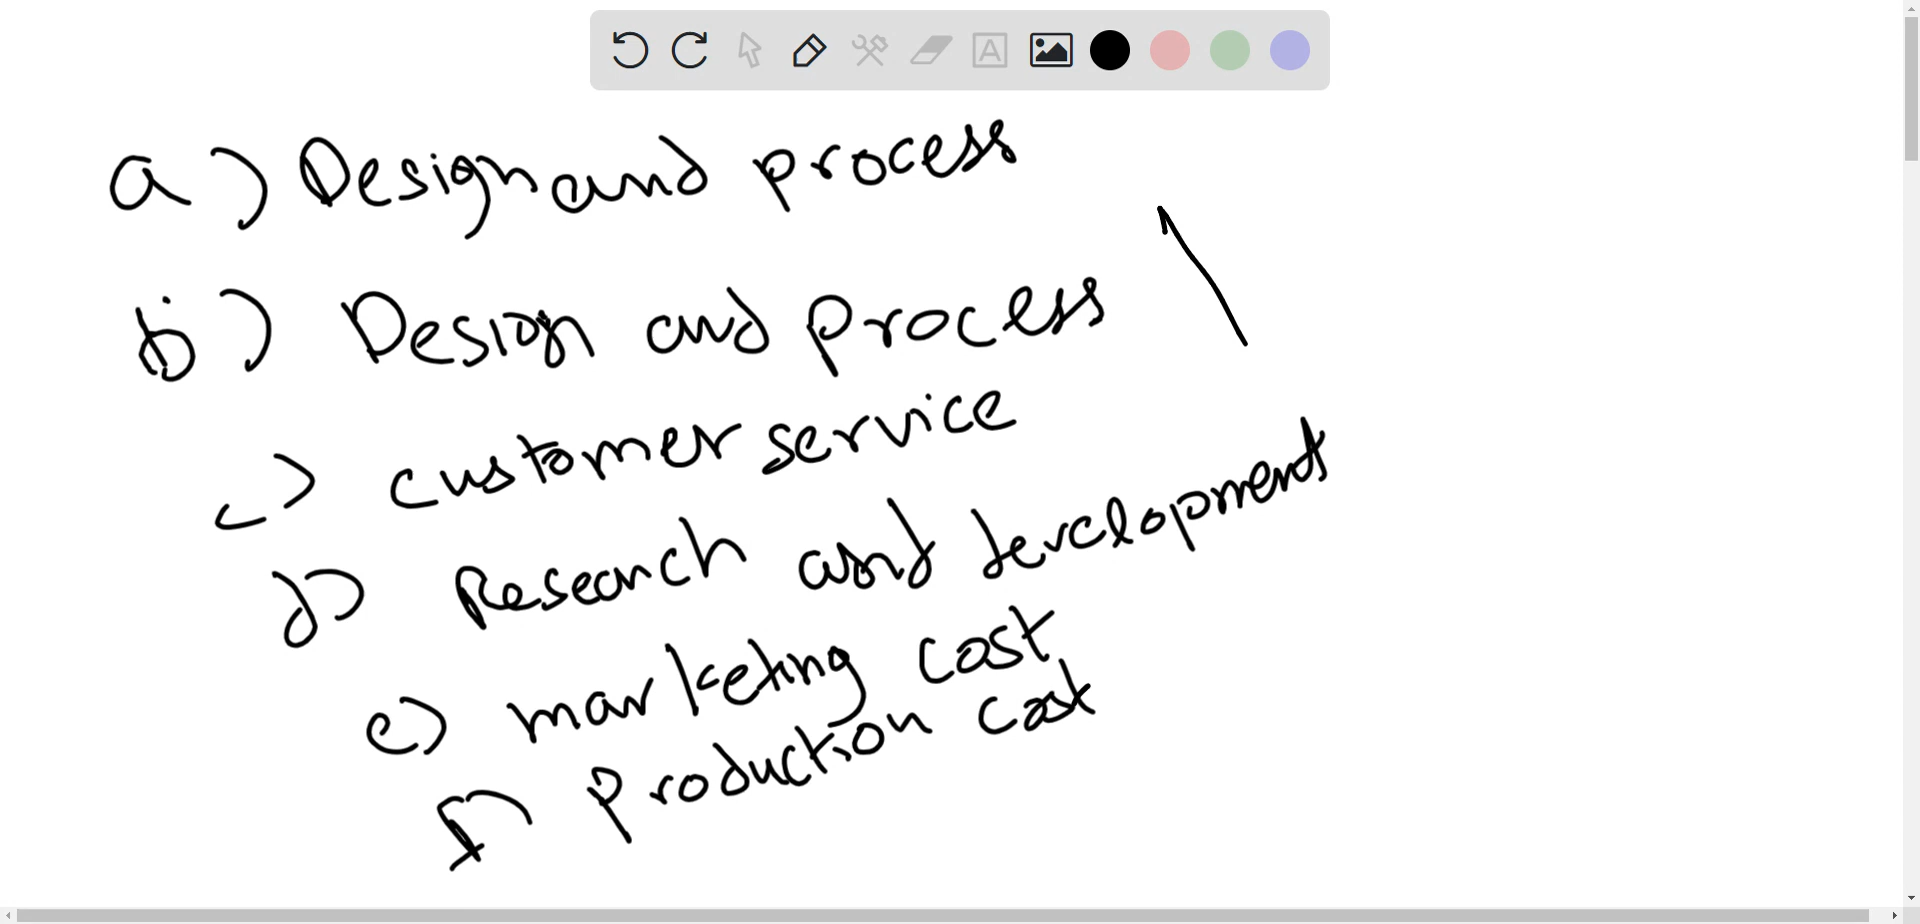 a) Design and process
b) Design and process
c) customer service
d) Research and development
e) marketing cost
f) Production cost